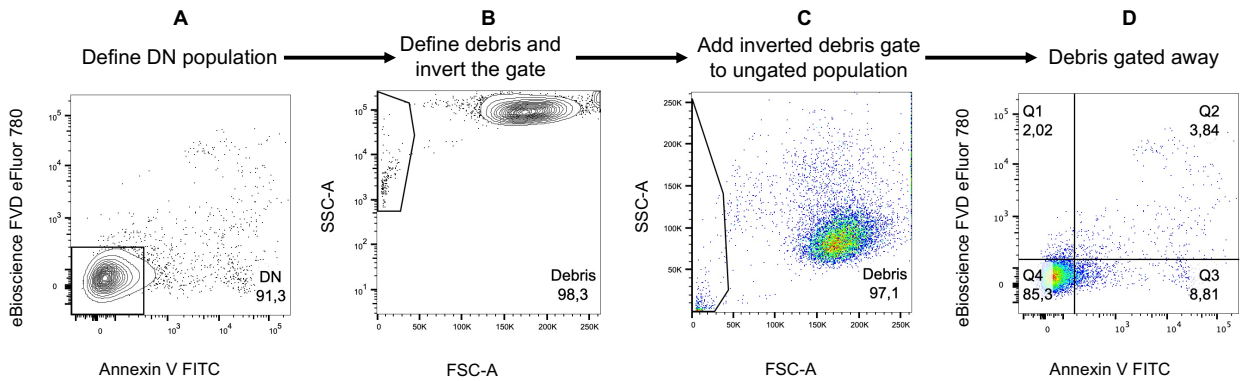 A
Define DN population
B
Define debris and
invert the gate
C
Add inverted debris gate
to ungated population
D
Debris gated away
eBioscience FVD eFluor 780
10^5
10^4
10^3
0
DN
91,3
0
10^3
10^4
10^5
Annexin V FITC
SSC-A
10^5
10^4
10^3
10^2
10^1
Debris
98,3
0
50K
100K
150K
200K
250K
FSC-A
SSC-A
250K
200K
150K
100K
50K
Debris
97,1
0
50K
100K
150K
200K
250K
FSC-A
eBioscience FVD eFluor 780
10^5
10^4
10^3
0
Q1
2,02
Q2
3,84
Q4
85,3
Q3
8,81
0
10^3
10^4
10^5
Annexin V FITC